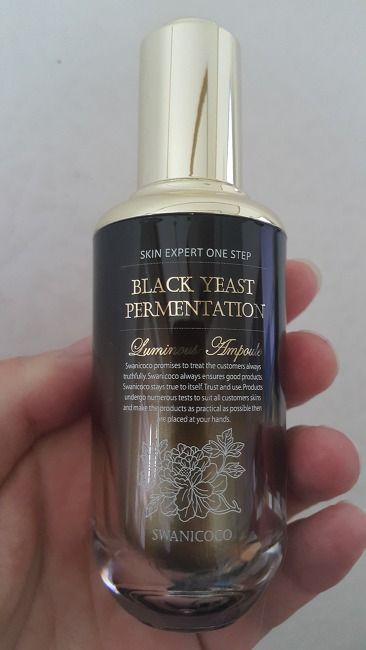 SKIN EXPERT ONE STEP
BLACK YEAST
PERMENTATION
Luminous Ampoule
Swanicoco promises to treat the customers always
truthfully. Swanicoco always ensures good products.
Swanicoco stays true to itself. Trust and use. Products
undergo numerous tests to suit all customers skins
and make the products as practical as possible then
are placed at your hands.
SWANICOCO